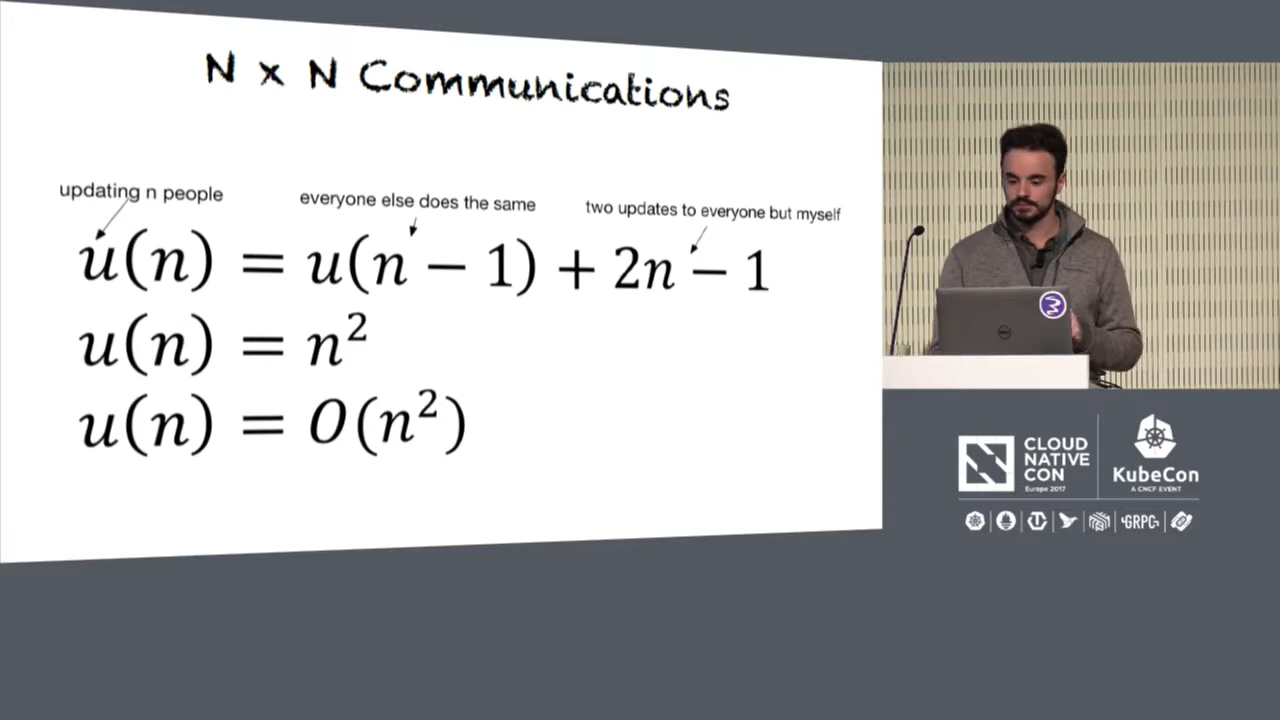 N x N Communications
updating n people
everyone else does the same
two updates to everyone but myself
u(n) = u(n − 1) + 2n − 1
u(n) = n²
u(n) = O(n²)
CLOUD
NATIVE
CON
Europe 2017
KubeCon
A CNCF EVENT
GRPC